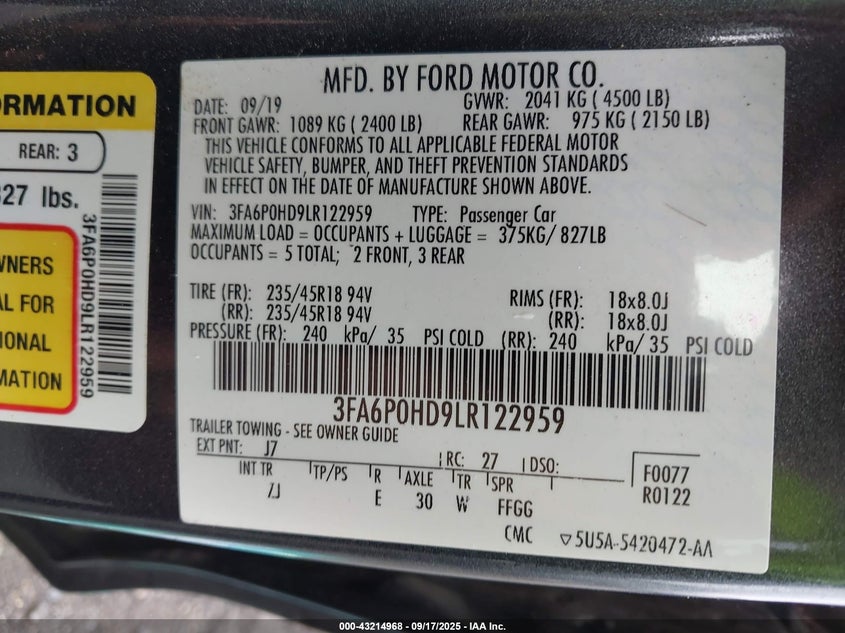 ORMATION
REAR: 3
327 lbs.
WNERS
AL FOR
IONAL
MATION
3FA6P0HD9LR122959
MFD. BY FORD MOTOR CO.
DATE: 09/19 GVWR: 2041 KG ( 4500 LB)
FRONT GAWR: 1089 KG ( 2400 LB) REAR GAWR: 975 KG ( 2150 LB)
THIS VEHICLE CONFORMS TO ALL APPLICABLE FEDERAL MOTOR
VEHICLE SAFETY, BUMPER, AND THEFT PREVENTION STANDARDS
IN EFFECT ON THE DATE OF MANUFACTURE SHOWN ABOVE.
VIN: 3FA6P0HD9LR122959 TYPE: Passenger Car
MAXIMUM LOAD = OCCUPANTS + LUGGAGE = 375KG/ 827LB
OCCUPANTS = 5 TOTAL; 2 FRONT, 3 REAR
TIRE (FR): 235/45R18 94V RIMS (FR): 18x8.0J
(RR): 235/45R18 94V (RR): 18x8.0J
PRESSURE (FR): 240 kPa/ 35 PSI COLD (RR): 240 kPa/ 35 PSI COLD
3FA6P0HD9LR122959
TRAILER TOWING - SEE OWNER GUIDE
EXT PNT: J7 RC: 27 DSO:
INT TR TP/PS R AXLE TR SPR
7J E 30 W FFGG
F0077
R0122
CMC 5U5A-5420472-AA
000-43214968 - 09/17/2025 - IAA Inc.